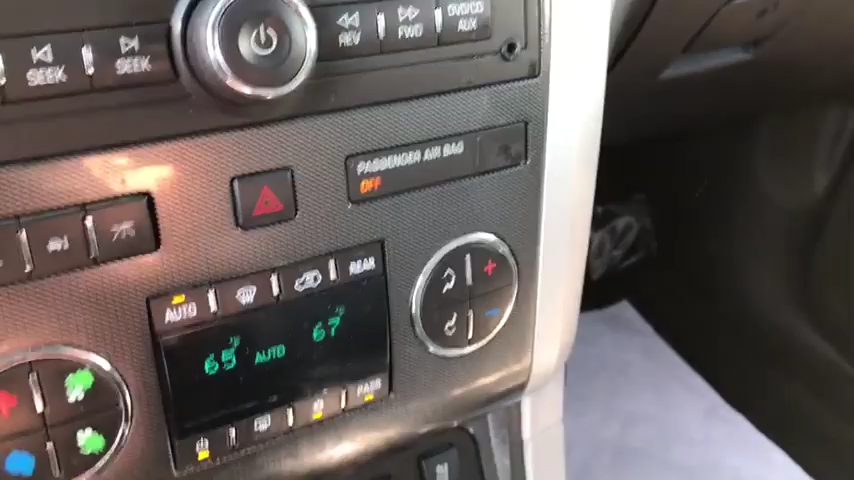 REV
FWD
DVD/CD
AUX
SEEK
SEEK
PASSENGER AIR BAG
OFF
AUTO
REAR
65 °F
AUTO
67 °F
PASS